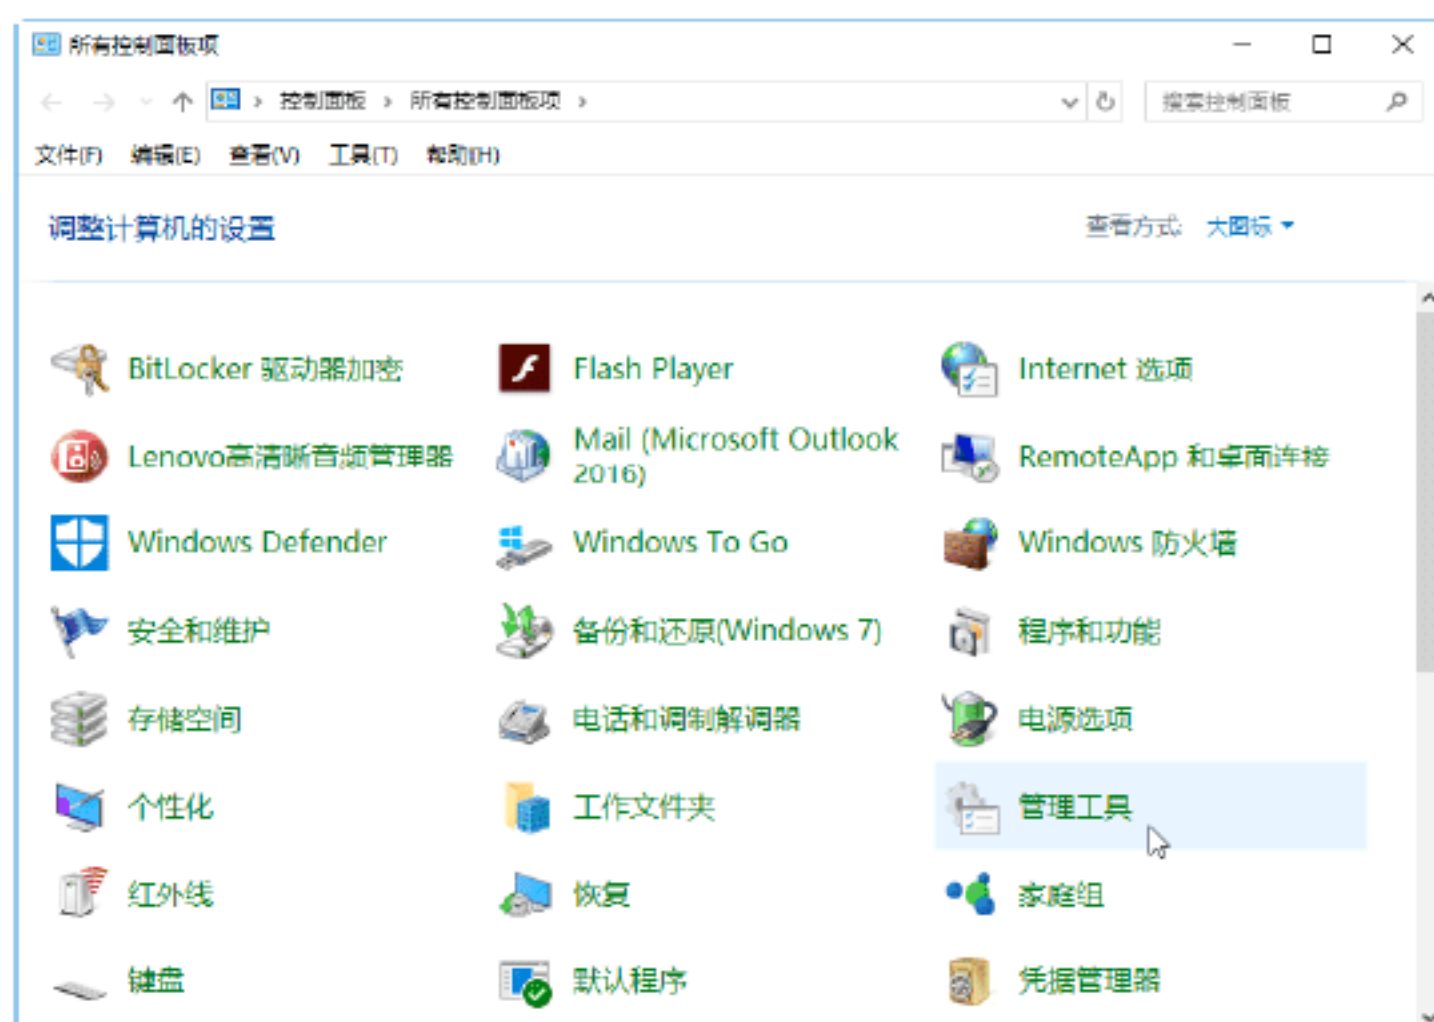 所有控制面板项
控制面板 › 所有控制面板项 ›
搜索控制面板
文件(F) 编辑(E) 查看(V) 工具(T) 帮助(H)
调整计算机的设置
查看方式: 大图标
BitLocker 驱动器加密
Flash Player
Internet 选项
Lenovo高清晰音频管理器
Mail (Microsoft Outlook
2016)
RemoteApp 和桌面连接
Windows Defender
Windows To Go
Windows 防火墙
安全和维护
备份和还原(Windows 7)
程序和功能
存储空间
电话和调制解调器
电源选项
个性化
工作文件夹
管理工具
红外线
恢复
家庭组
键盘
默认程序
凭据管理器